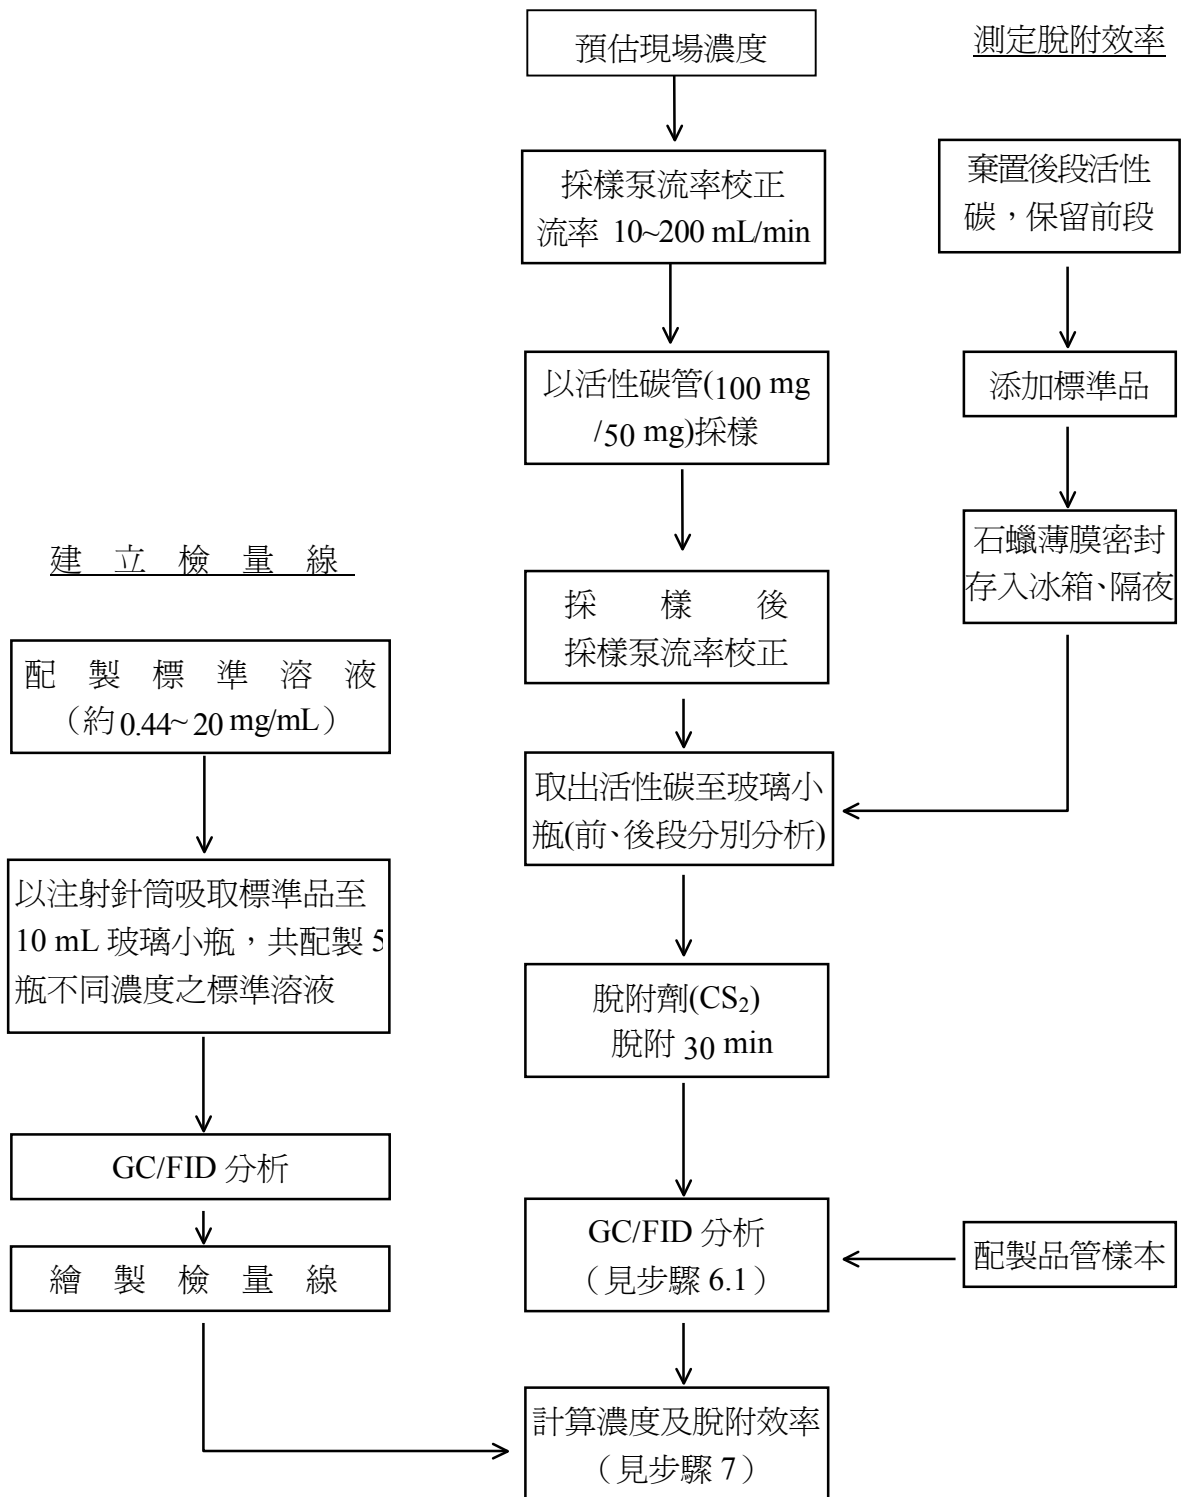 預估現場濃度
採樣泵流率校正
流率 10~200 mL/min
以活性碳管(100 mg
/50 mg)採樣
採樣後
採樣泵流率校正
取出活性碳至玻璃小
瓶(前、後段分別分析)
脫附劑(CS₂)
脫附 30 min
GC/FID 分析
（見步驟 6.1）
計算濃度及脫附效率
（見步驟 7）
測定脫附效率
棄置後段活性
碳，保留前段
添加標準品
石蠟薄膜密封
存入冰箱、隔夜
配製品管樣本
建立檢量線
配製標準溶液
（約 0.44~ 20 mg/mL）
以注射針筒吸取標準品至
10 mL 玻璃小瓶，共配製 5
瓶不同濃度之標準溶液
GC/FID 分析
繪製檢量線